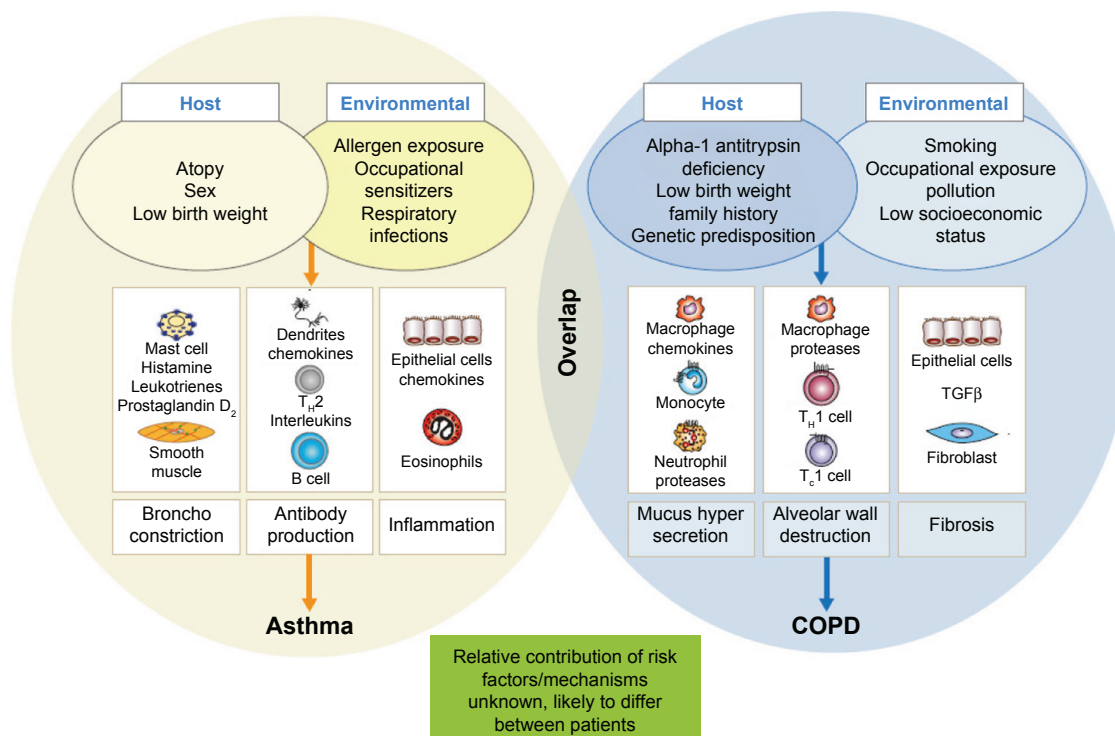 Host
Environmental
Atopy
Sex
Low birth weight
Allergen exposure
Occupational
sensitizers
Respiratory
infections
Mast cell
Histamine
Leukotrienes
Prostaglandin D₂
Smooth
muscle
Dendrites
chemokines
T_H2
Interleukins
B cell
Epithelial cells
chemokines
Eosinophils
Broncho
constriction
Antibody
production
Inflammation
Asthma
Overlap
Host
Environmental
Alpha-1 antitrypsin
deficiency
Low birth weight
family history
Genetic predisposition
Smoking
Occupational exposure
pollution
Low socioeconomic
status
Macrophage
chemokines
Monocyte
Neutrophil
proteases
Macrophage
proteases
T_H1 cell
T_c1 cell
Epithelial cells
TGFβ
Fibroblast
Mucus hyper
secretion
Alveolar wall
destruction
Fibrosis
COPD
Relative contribution of risk
factors/mechanisms
unknown, likely to differ
between patients